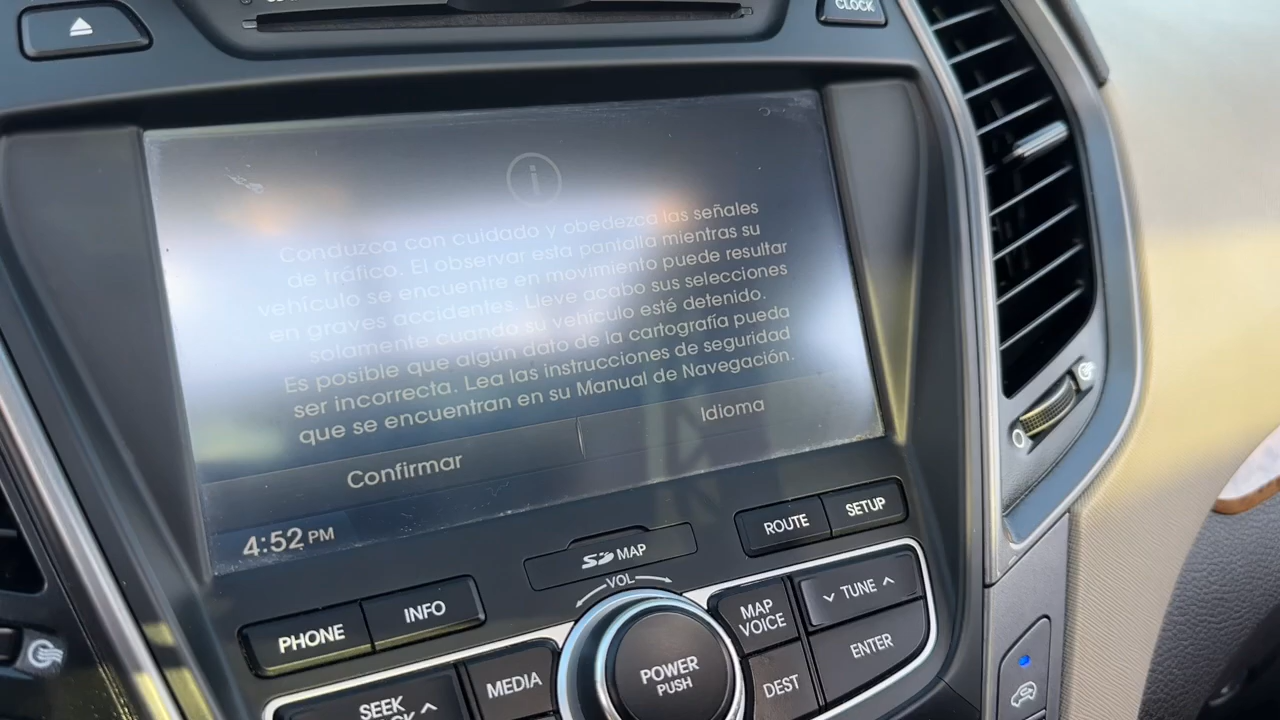 CLOCK
i
Conduzca con cuidado y obedezca las señales
de tráfico. El observar esta pantalla mientras su
vehículo se encuentre en movimiento puede resultar
en graves accidentes. Lleve acabo sus selecciones
solamente cuando su vehículo esté detenido.
Es posible que algún dato de la cartografía pueda
ser incorrecta. Lea las instrucciones de seguridad
que se encuentran en su Manual de Navegación.
Confirmar
Idioma
4:52 PM
SD MAP
ROUTE
SETUP
VOL
PHONE
INFO
MAP
VOICE
TUNE
ENTER
POWER
PUSH
MEDIA
DEST
SEEK